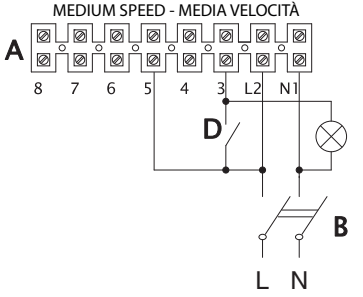 MEDIUM SPEED - MEDIA VELOCITÀ
A
8 7 6 5 4 3 L2 N1
D
B
L N